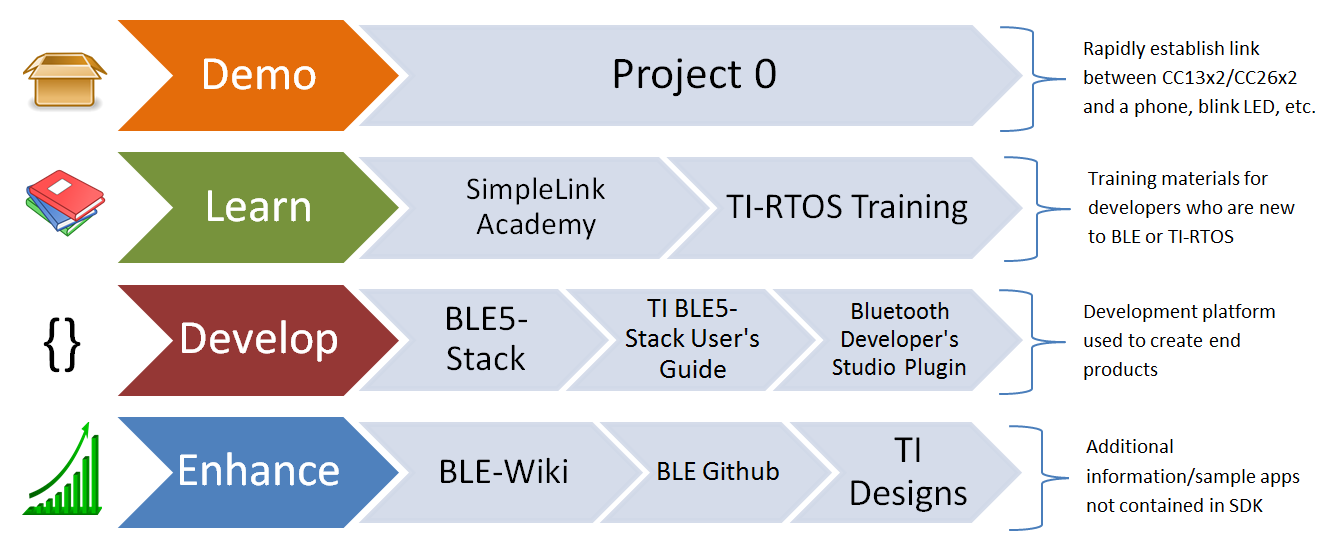 Demo
Project 0
Rapidly establish link
between CC13x2/CC26x2
and a phone, blink LED, etc.
Learn
SimpleLink
Academy
TI-RTOS Training
Training materials for
developers who are new
to BLE or TI-RTOS
{}
Develop
BLE5-
Stack
TI BLE5-
Stack User's
Guide
Bluetooth
Developer's
Studio Plugin
Development platform
used to create end
products
Enhance
BLE-Wiki
BLE Github
TI
Designs
Additional
information/sample apps
not contained in SDK